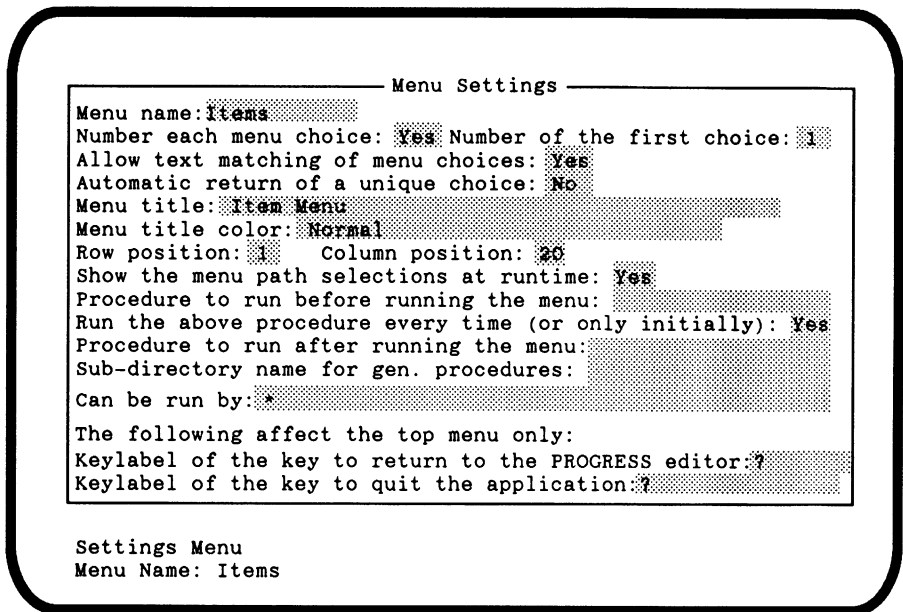 Menu Settings
Menu name: Items
Number each menu choice: Yes Number of the first choice: 1
Allow text matching of menu choices: Yes
Automatic return of a unique choice: No
Menu title: Item Menu
Menu title color: Normal
Row position: 1 Column position: 20
Show the menu path selections at runtime: Yes
Procedure to run before running the menu:
Run the above procedure every time (or only initially): Yes
Procedure to run after running the menu:
Sub-directory name for gen. procedures:
Can be run by: *
The following affect the top menu only:
Keylabel of the key to return to the PROGRESS editor: ?
Keylabel of the key to quit the application: ?
Settings Menu
Menu Name: Items